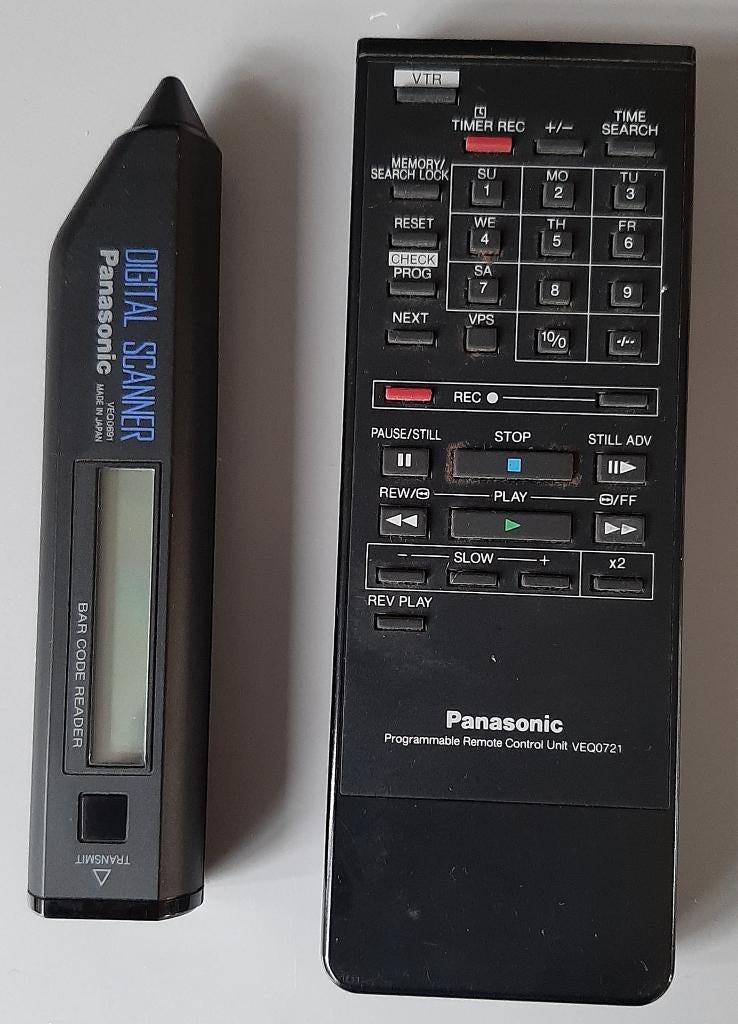 DIGITAL SCANNER
Panasonic
VEQ0691
MADE IN JAPAN
BAR CODE READER
TRANSMIT
VTR
TIMER REC +/− TIME SEARCH
MEMORY/
SEARCH LOCK
SU MO TU
1 2 3
RESET
WE TH FR
4 5 6
CHECK
PROG
SA
7 8 9
NEXT
VPS
10/0 -/--
REC
PAUSE/STILL STOP STILL ADV
REW/ PLAY /FF
− SLOW + x2
REV PLAY
Panasonic
Programmable Remote Control Unit VEQ0721